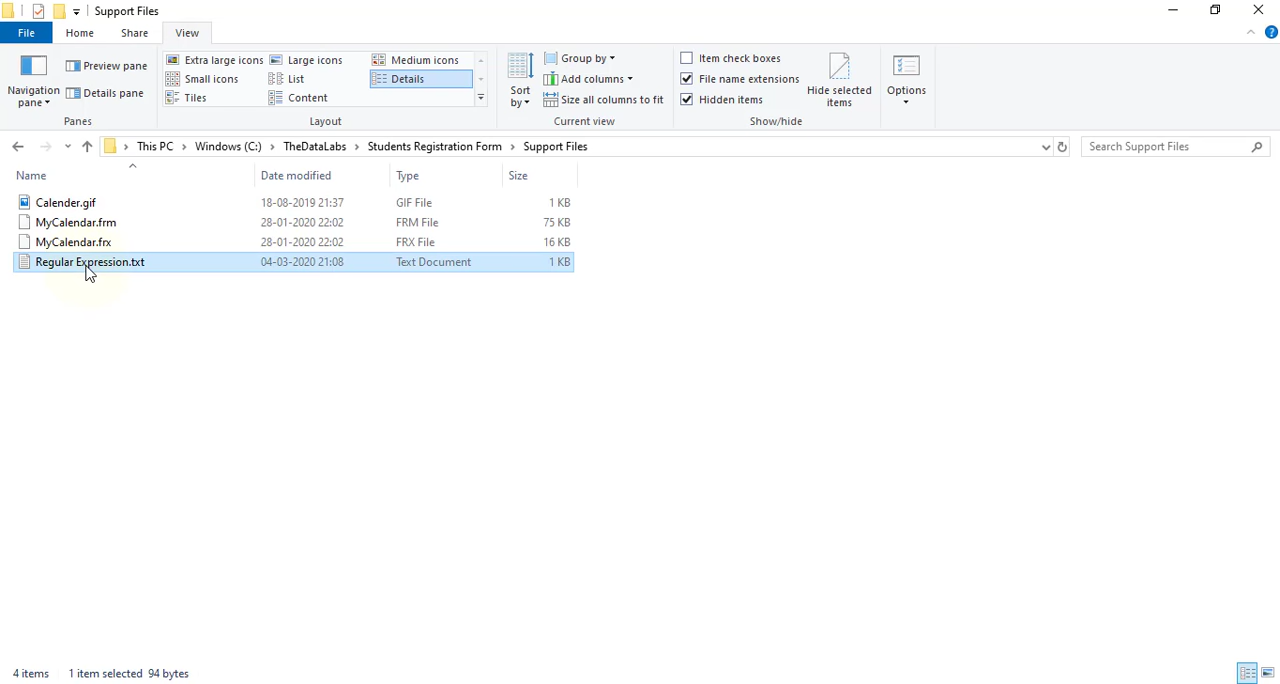 Support Files
File Home Share View
Navigation pane
Preview pane
Details pane
Panes
Extra large icons Large icons Medium icons
Small icons List Details
Tiles Content
Layout
Sort by
Group by
Add columns
Size all columns to fit
Current view
Item check boxes
File name extensions
Hidden items
Hide selected items
Show/hide
Options
This PC > Windows (C:) > TheDataLabs > Students Registration Form > Support Files
Search Support Files
Name Date modified Type Size
Calender.gif 18-08-2019 21:37 GIF File 1 KB
MyCalendar.frm 28-01-2020 22:02 FRM File 75 KB
MyCalendar.frx 28-01-2020 22:02 FRX File 16 KB
Regular Expression.txt 04-03-2020 21:08 Text Document 1 KB
4 items 1 item selected 94 bytes